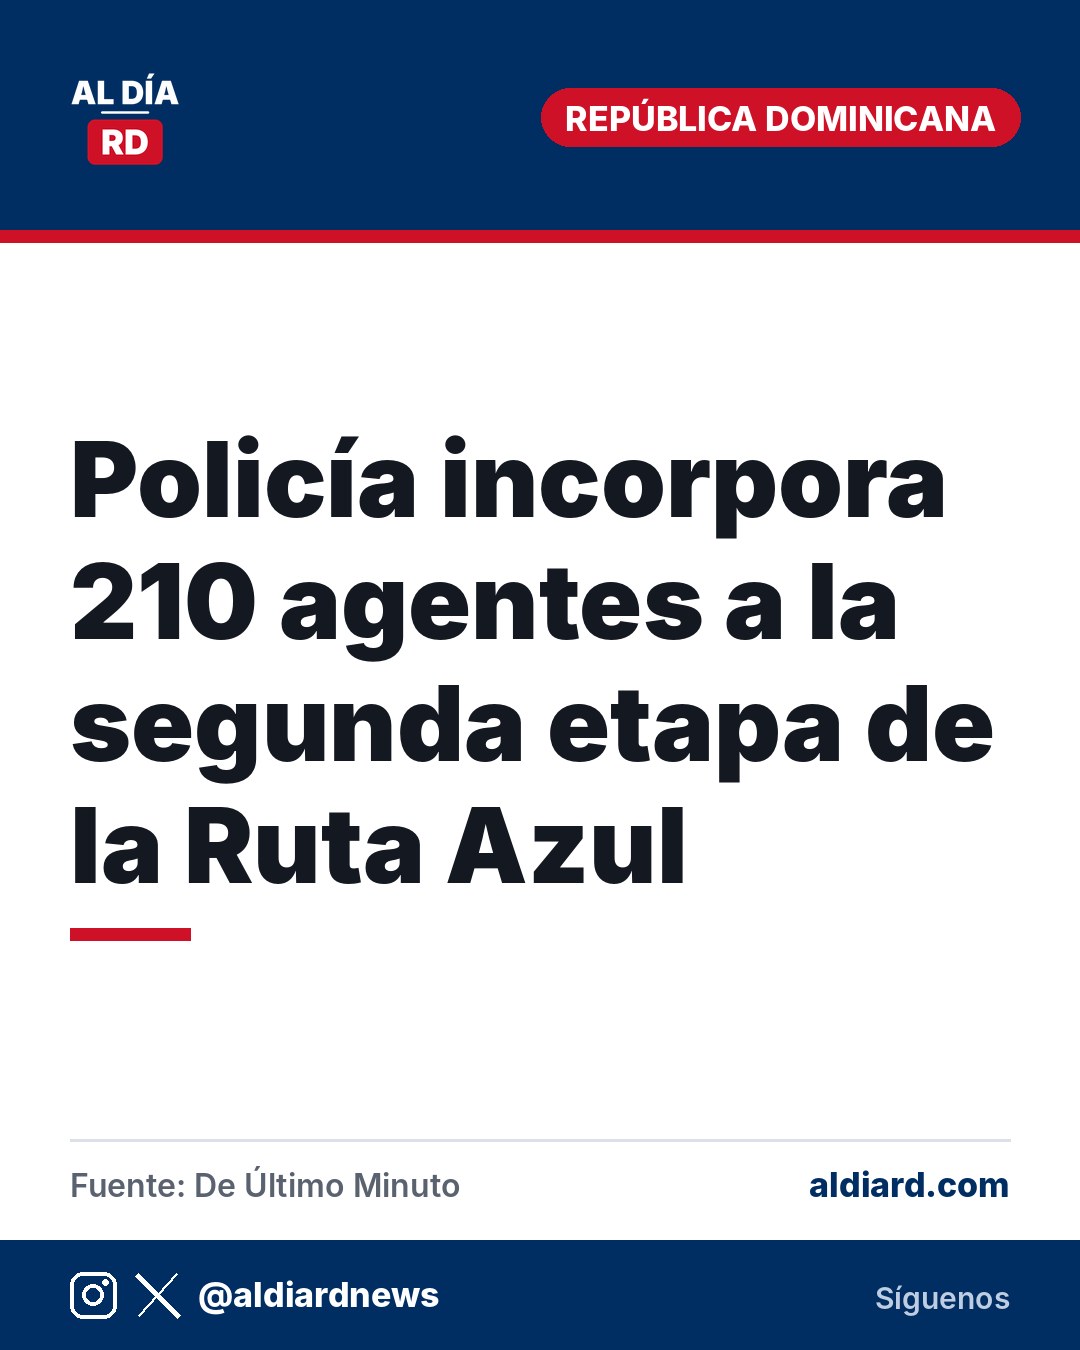 AL DÍA
RD
REPÚBLICA DOMINICANA
Policía incorpora
210 agentes a la
segunda etapa de
la Ruta Azul
Fuente: De Último Minuto
aldiard.com
@aldiardnews
Síguenos